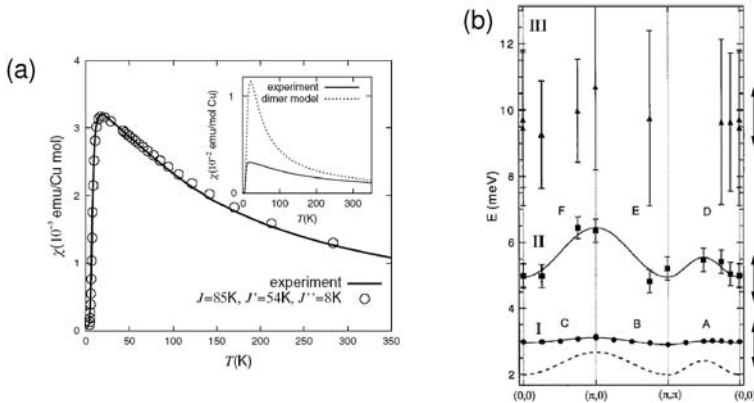 (a)
4
3
2
1
0
χ(10⁻³ emu/Cu mol)
1
0
χ(10⁻² emu/mol Cu)
experiment
dimer model
0 100 200 300
T(K)
experiment
J=85K, J'=54K, J''=8K
0 50 100 150 200 250 300 350
T(K)
(b)
12
10
8
6
4
2
E (meV)
III
F E D
II
I
C B A
(0,0) (π,0) (π,π) (0,0)